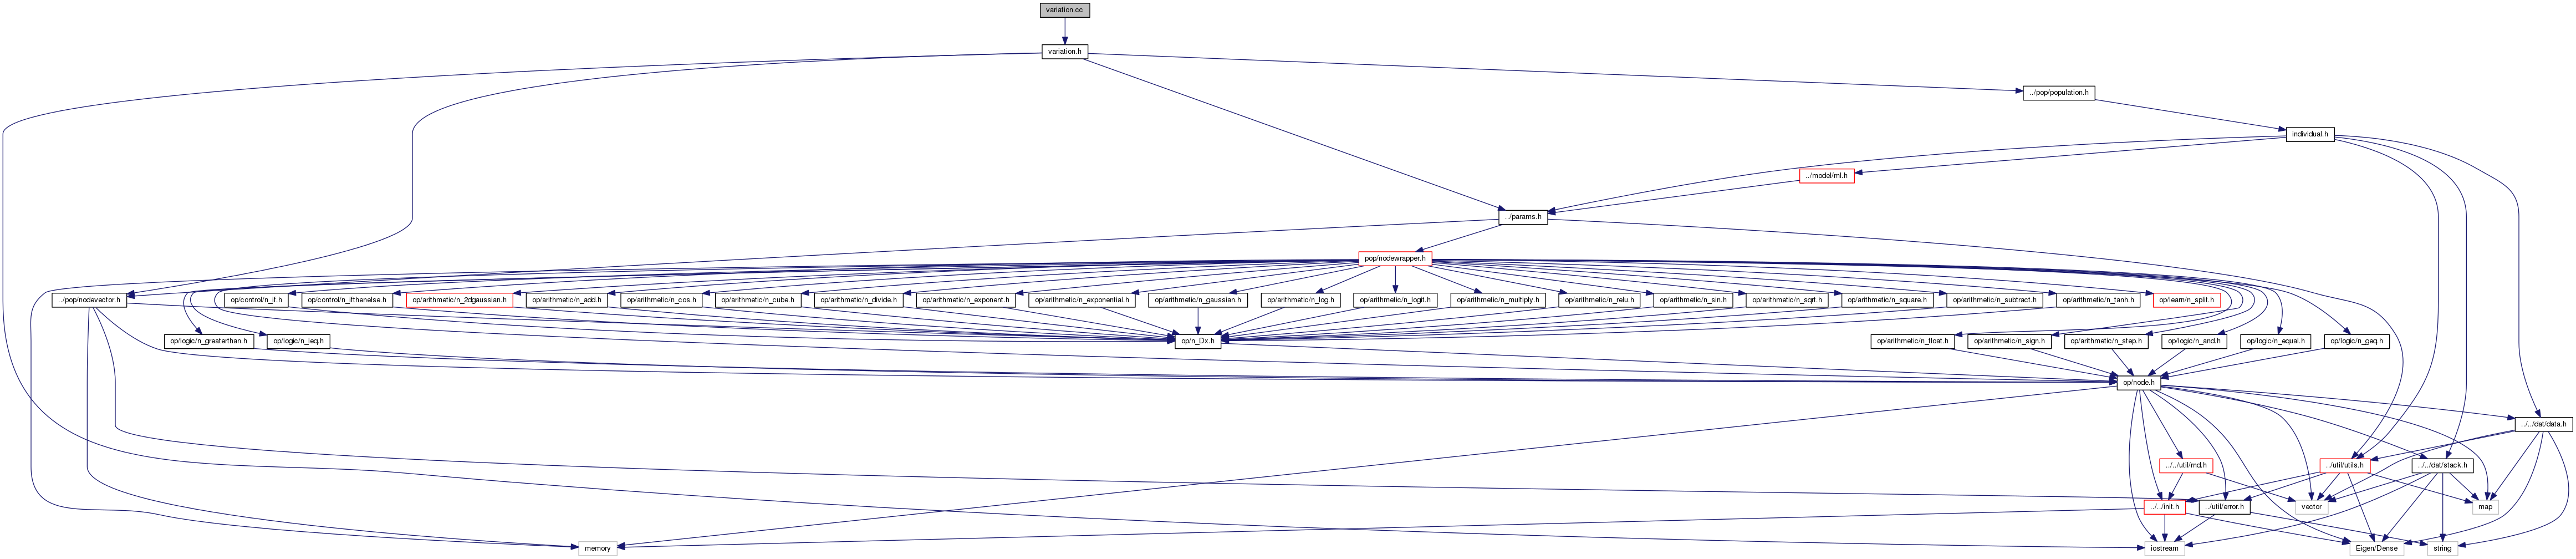 variation.cc
variation.h
../pop/population.h
individual.h
../model/ml.h
../params.h
pop/nodewrapper.h
../pop/nodevector.h
op/control/n_if.h
op/control/n_ifthenelse.h
op/arithmetic/n_2dgaussian.h
op/arithmetic/n_add.h
op/arithmetic/n_cos.h
op/arithmetic/n_cube.h
op/arithmetic/n_divide.h
op/arithmetic/n_exponent.h
op/arithmetic/n_exponential.h
op/arithmetic/n_gaussian.h
op/arithmetic/n_log.h
op/arithmetic/n_logit.h
op/arithmetic/n_multiply.h
op/arithmetic/n_relu.h
op/arithmetic/n_sin.h
op/arithmetic/n_sqrt.h
op/arithmetic/n_square.h
op/arithmetic/n_subtract.h
op/arithmetic/n_tanh.h
op/learn/n_split.h
op/logic/n_greaterthan.h
op/logic/n_leq.h
op/n_Dx.h
op/arithmetic/n_float.h
op/arithmetic/n_sign.h
op/arithmetic/n_step.h
op/logic/n_and.h
op/logic/n_equal.h
op/logic/n_geq.h
op/node.h
../../dat/data.h
../../util/rnd.h
../util/utils.h
../../dat/stack.h
../../init.h
../util/error.h
vector
map
memory
iostream
Eigen/Dense
string